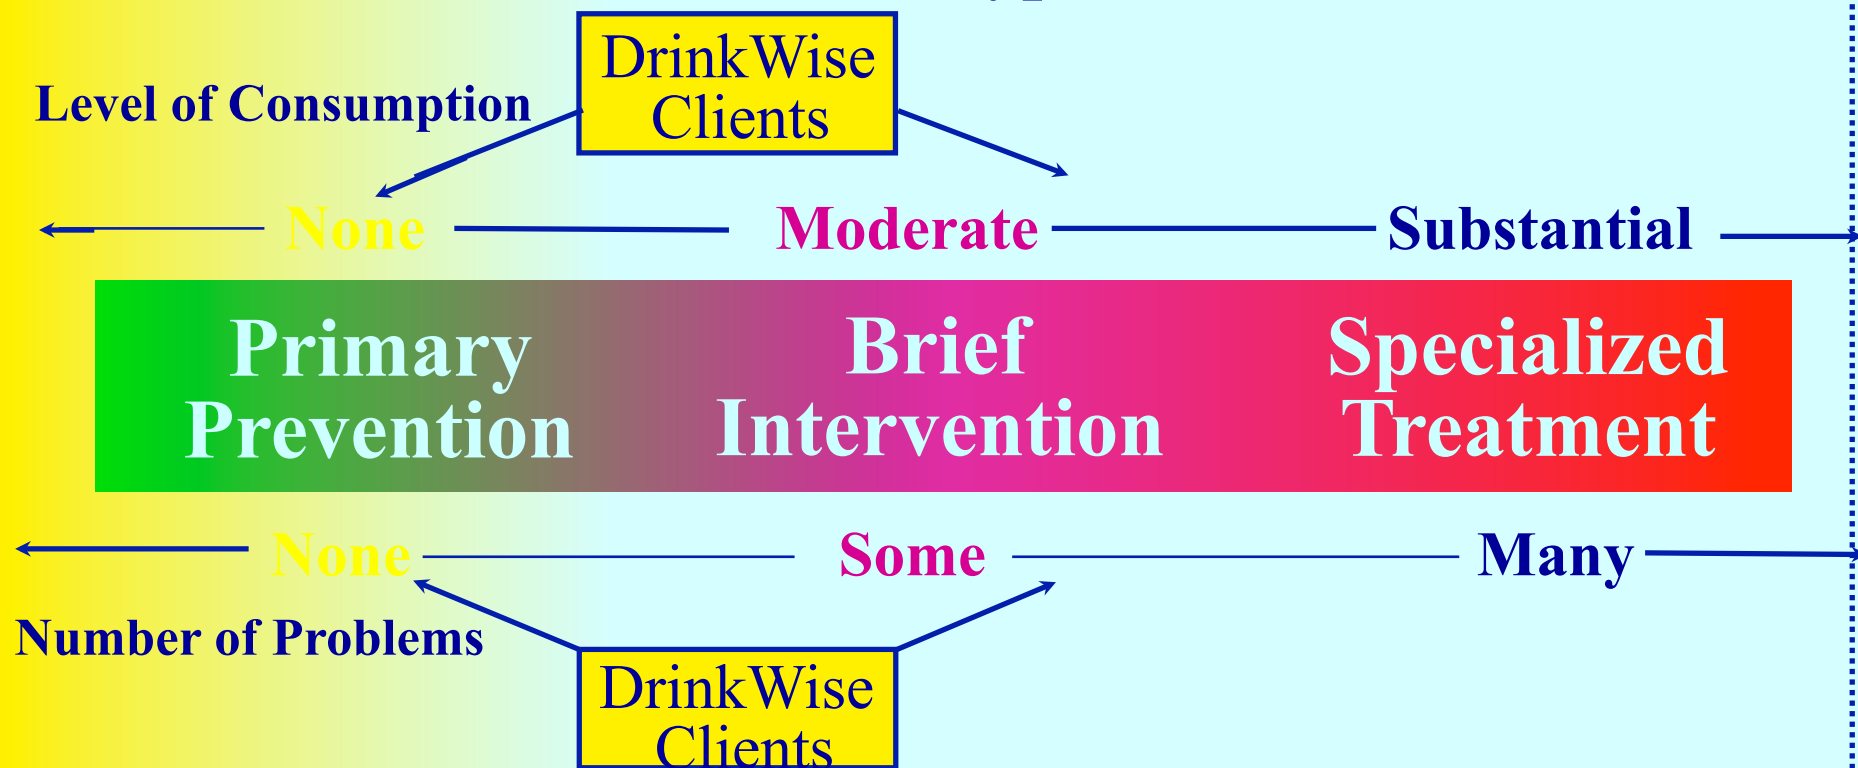 DrinkWise
Clients
Level of Consumption
None Moderate Substantial
Primary Brief Specialized
Prevention Intervention Treatment
None Some Many
Number of Problems
DrinkWise
Clients